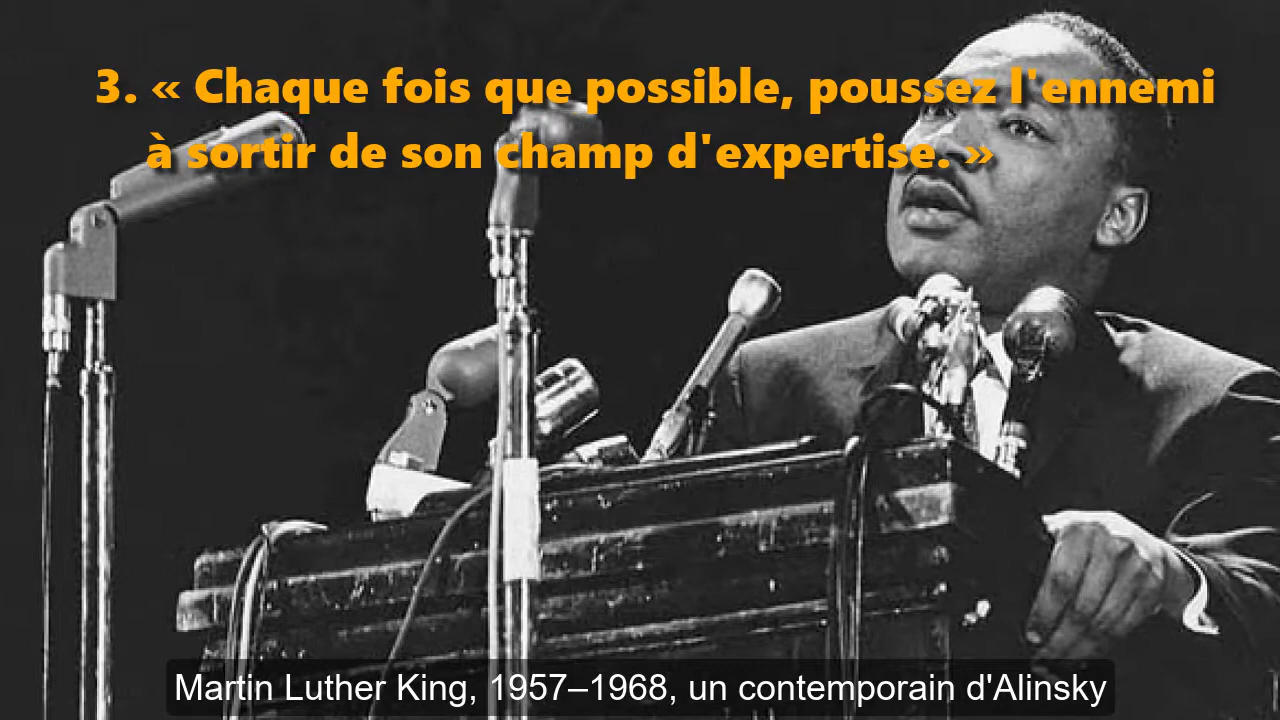 3. « Chaque fois que possible, poussez l'ennemi
à sortir de son champ d'expertise. »
Martin Luther King, 1957–1968, un contemporain d'Alinsky